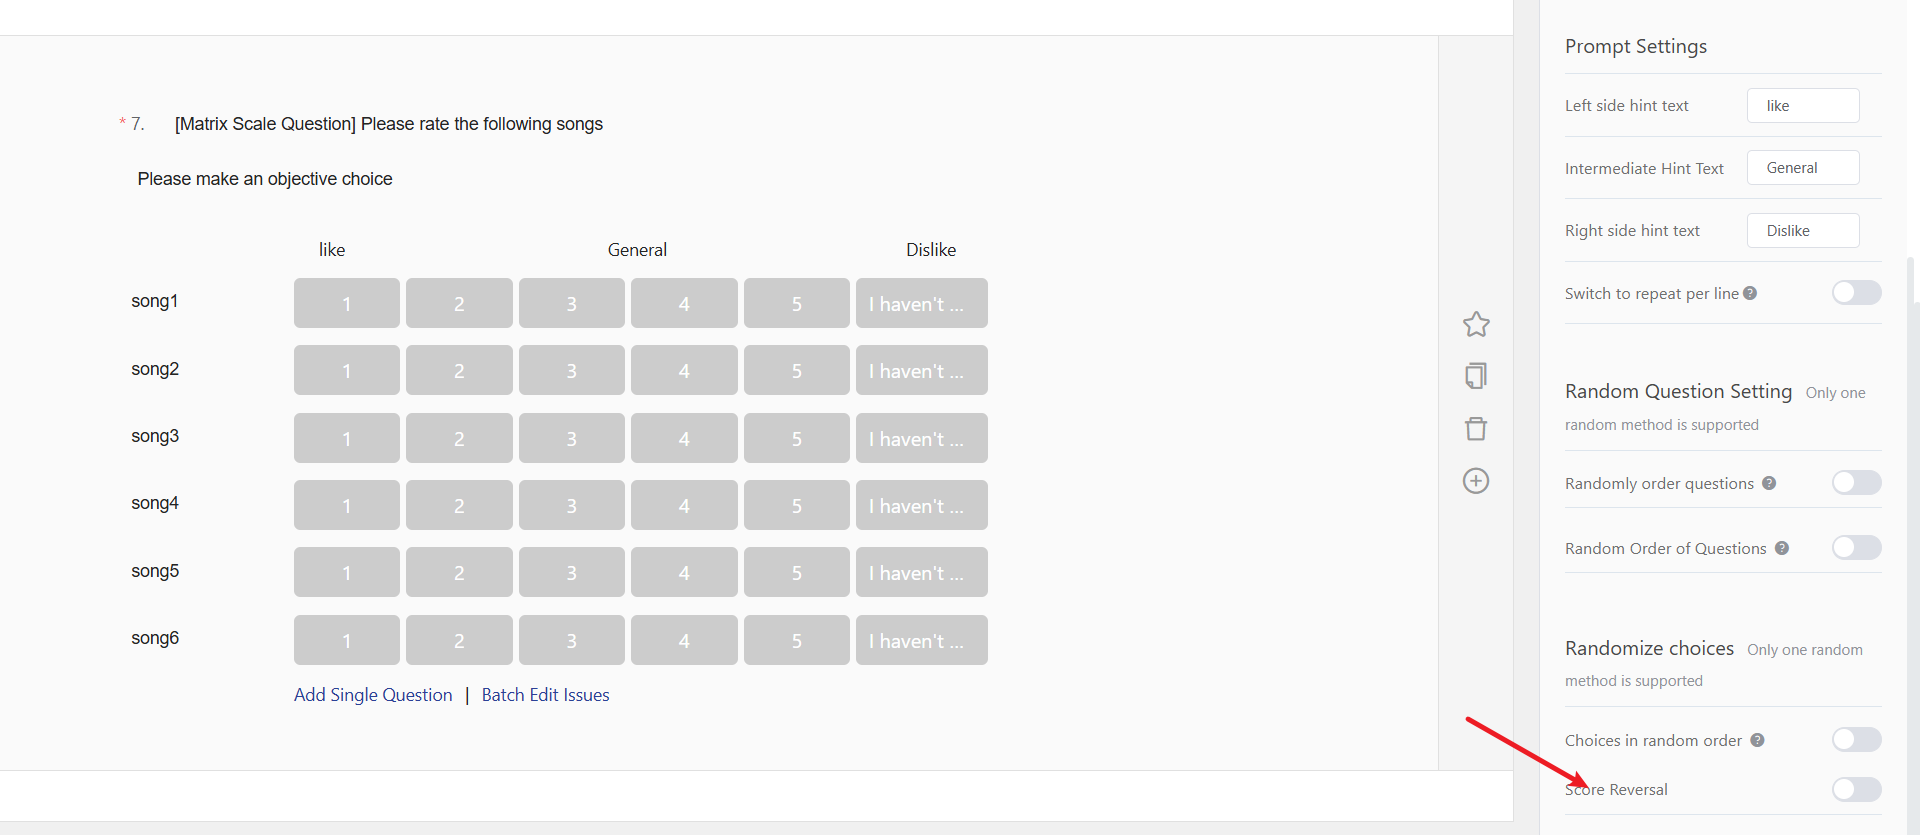 * 7. [Matrix Scale Question] Please rate the following songs
Please make an objective choice
like General Dislike
song1 1 2 3 4 5 I haven't ...
song2 1 2 3 4 5 I haven't ...
song3 1 2 3 4 5 I haven't ...
song4 1 2 3 4 5 I haven't ...
song5 1 2 3 4 5 I haven't ...
song6 1 2 3 4 5 I haven't ...
Add Single Question | Batch Edit Issues
Prompt Settings
Left side hint text like
Intermediate Hint Text General
Right side hint text Dislike
Switch to repeat per line ?
Random Question Setting Only one
random method is supported
Randomly order questions ?
Random Order of Questions ?
Randomize choices Only one random
method is supported
Choices in random order ?
Score Reversal